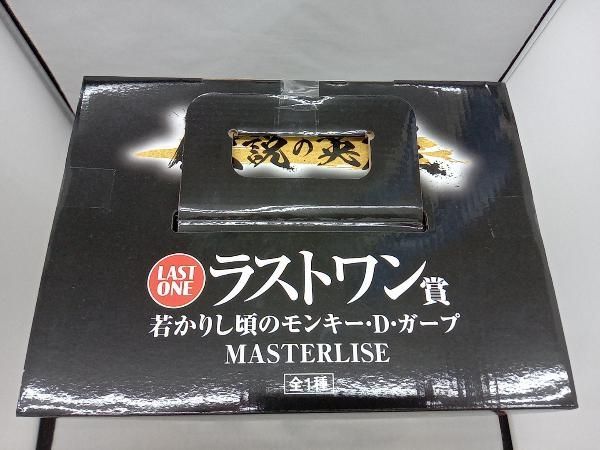 説の英
LAST
ONE
ラストワン賞
若かりし頃のモンキー・D・ガープ
MASTERLISE
全1種